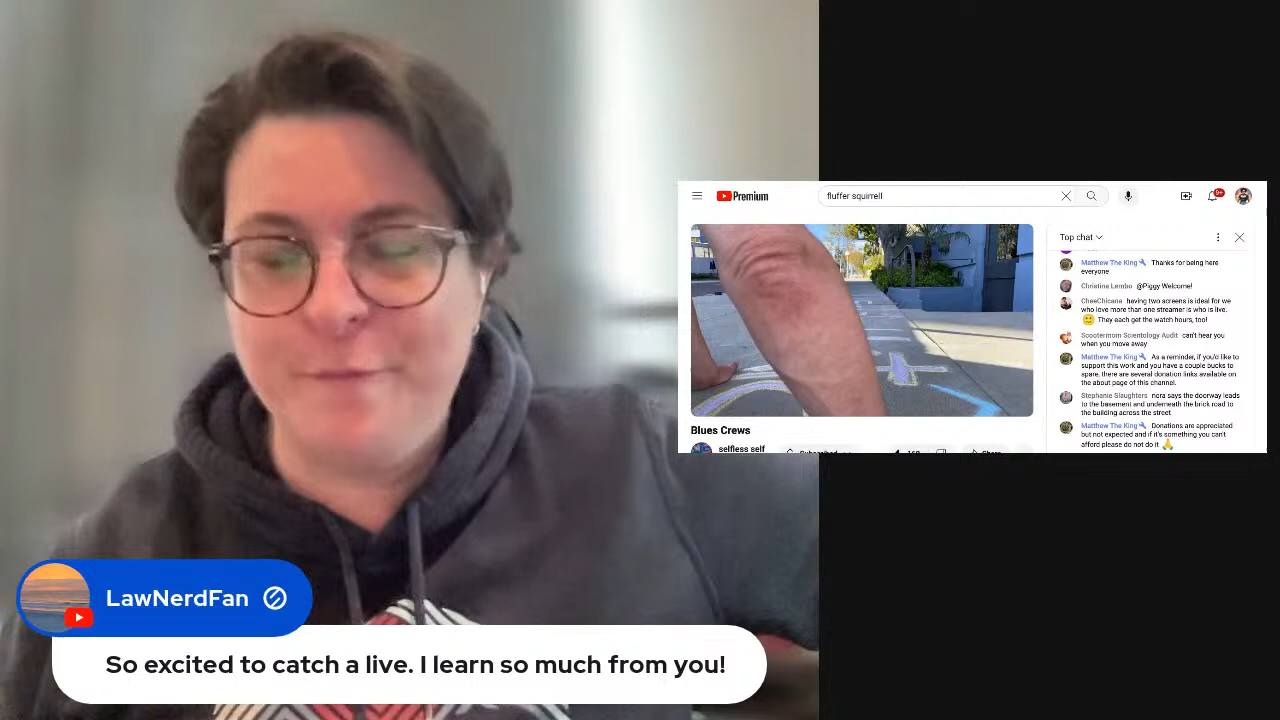 Premium
fluffer squirrell
9+
Top chat
Matthew The King Thanks for being here
everyone
Christina Lembo @Piggy Welcome!
CheeChicana having two screens is ideal for we
who love more than one streamer is who is live.
They each get the watch hours, too!
Scootermom Scientology Audit can't hear you
when you move away
Matthew The King As a reminder, if you'd like to
support this work and you have a couple bucks to
spare, there are several donation links available on
the about page of this channel.
Stephanie Slaughters nora says the doorway leads
to the basement and underneath the brick road to
the building across the street
Matthew The King Donations are appreciated
but not expected and if it's something you can't
afford please do not do it
Blues Crews
selfless self
Subscribed
168
Share
LawNerdFan
So excited to catch a live. I learn so much from you!